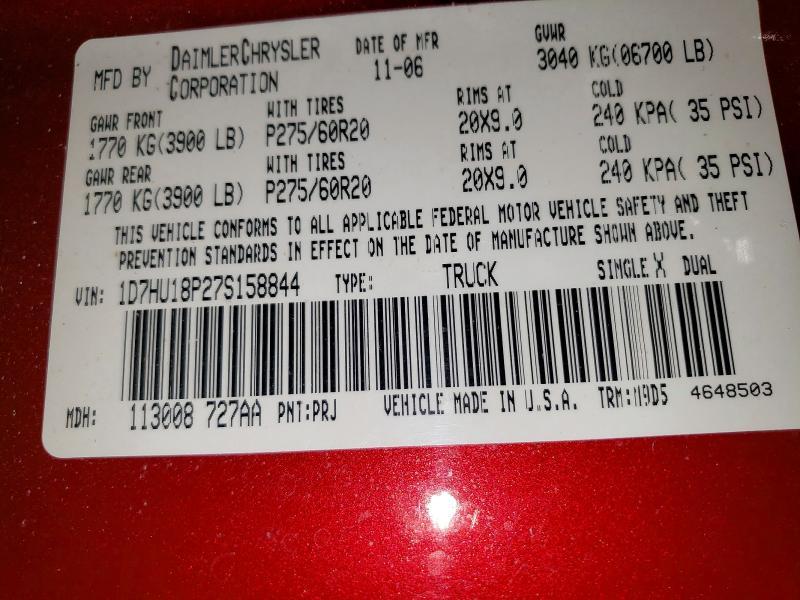 MFD BY DAIMLERCHRYSLER CORPORATION DATE OF MFR 11-06 GVWR 3040 KG(06700 LB)
GAWR FRONT WITH TIRES RIMS AT COLD
1770 KG(3900 LB) P275/60R20 20X9.0 240 KPA( 35 PSI)
GAWR REAR WITH TIRES RIMS AT COLD
1770 KG(3900 LB) P275/60R20 20X9.0 240 KPA( 35 PSI)
THIS VEHICLE CONFORMS TO ALL APPLICABLE FEDERAL MOTOR VEHICLE SAFETY AND THEFT
PREVENTION STANDARDS IN EFFECT ON THE DATE OF MANUFACTURE SHOWN ABOVE.
VIN: 1D7HU18P27S158844 TYPE: TRUCK SINGLE X DUAL
MDH: 113008 727AA PNT:PRJ VEHICLE MADE IN U.S.A. TRM: 4648503